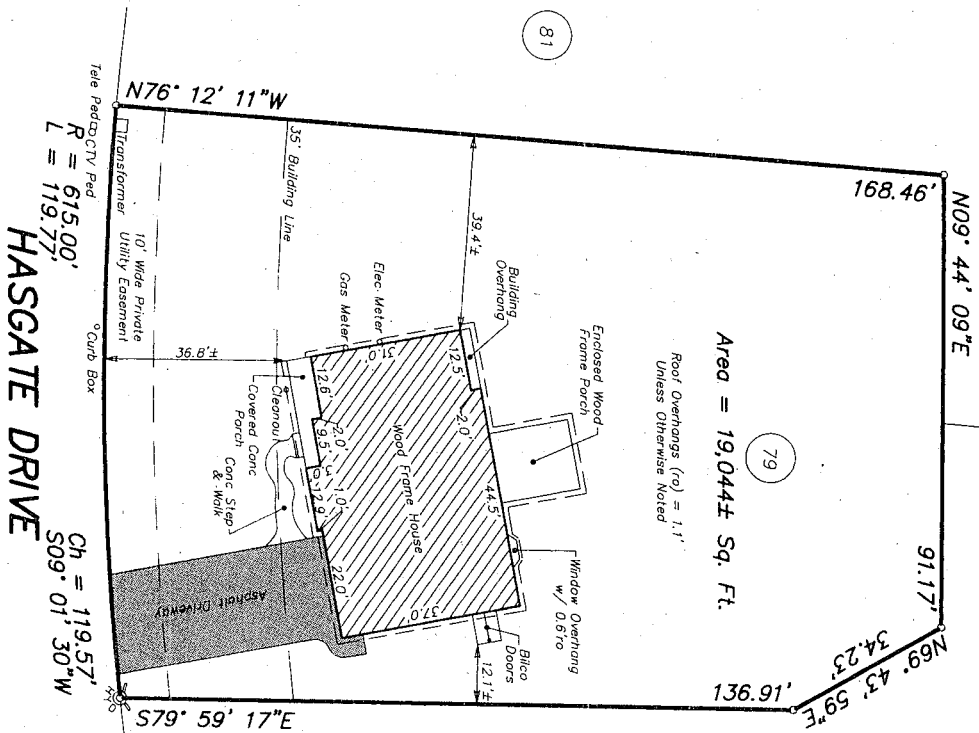 81
N76° 12' 11"W
168.46'
N09° 44' 09"E
91.17'
34.23'
N69° 43' 59"E
136.91'
S79° 59' 17"E
79
Area = 19,044± Sq. Ft.
Roof Overhangs (ro) = 1.1'
Unless Otherwise Noted
Enclosed Wood
Frame Porch
Building
Overhang
Window Overhang
w/ 0.6'ro
Bilco
Doors
39.4'±
12.1'±
36.8'±
35' Building Line
Elec Meter
Gas Meter
31.0'
12.5'
2.0'
44.5'
37.0'
22.0'
1.0'
12.9'
9.5'
2.0'
12.6'
Wood Frame House
Cleanout
Covered Conc
Porch
Conc Step
& Walk
Asphalt Driveway
10' Wide Private
Utility Easement
Transformer
Tele Ped
CTV Ped
Curb Box
R = 615.00'
L = 119.77'
HASGATE DRIVE
Ch = 119.57'
S09° 01' 30"W